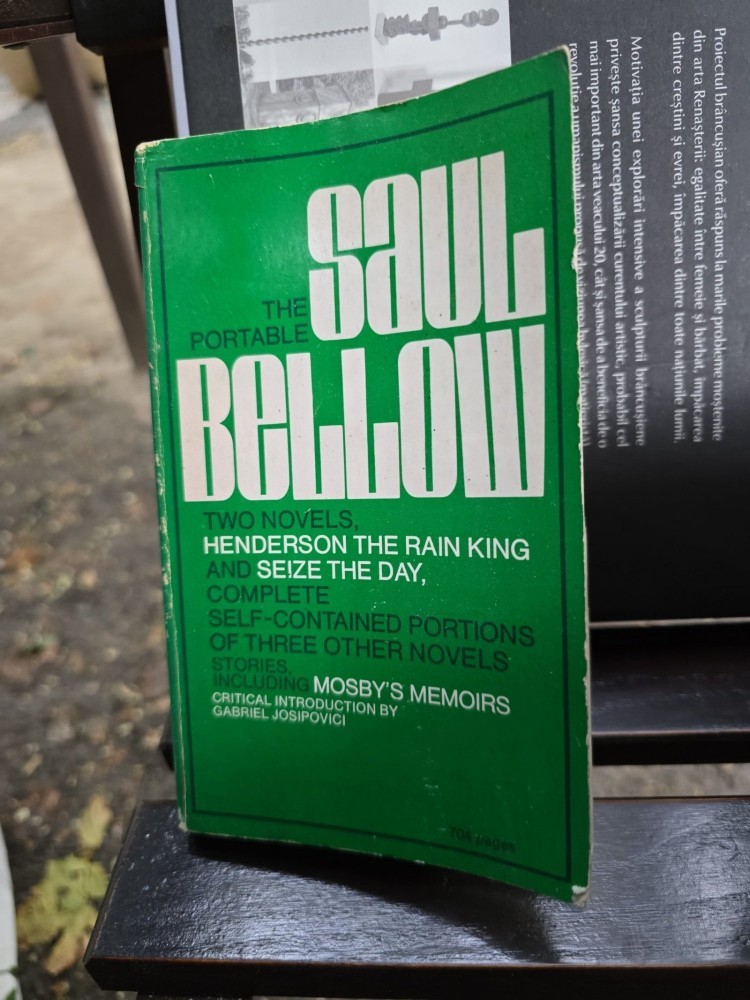 THE
PORTABLE
SAUL
BELLOW
TWO NOVELS,
HENDERSON THE RAIN KING
AND SEIZE THE DAY,
COMPLETE
SELF-CONTAINED PORTIONS
OF THREE OTHER NOVELS
STORIES,
INCLUDING MOSBY'S MEMOIRS
CRITICAL INTRODUCTION BY
GABRIEL JOSIPOVICI
704 pages
Proiectul brâncușian oferă răspuns la marile probleme moștenite
din arta Renașterii: egalitate între femeie și bărbat, împăcarea
dintre creștini și evrei, împăcarea dintre toate națiunile lumii.
Motivația unei explorări intensive a sculpturii brâncușiene
privește șansa conceptualizării curentului artistic, probabil cel
mai important din arta veacului 20, cât și șansa de a beneficia de o
revoluție a umanismului